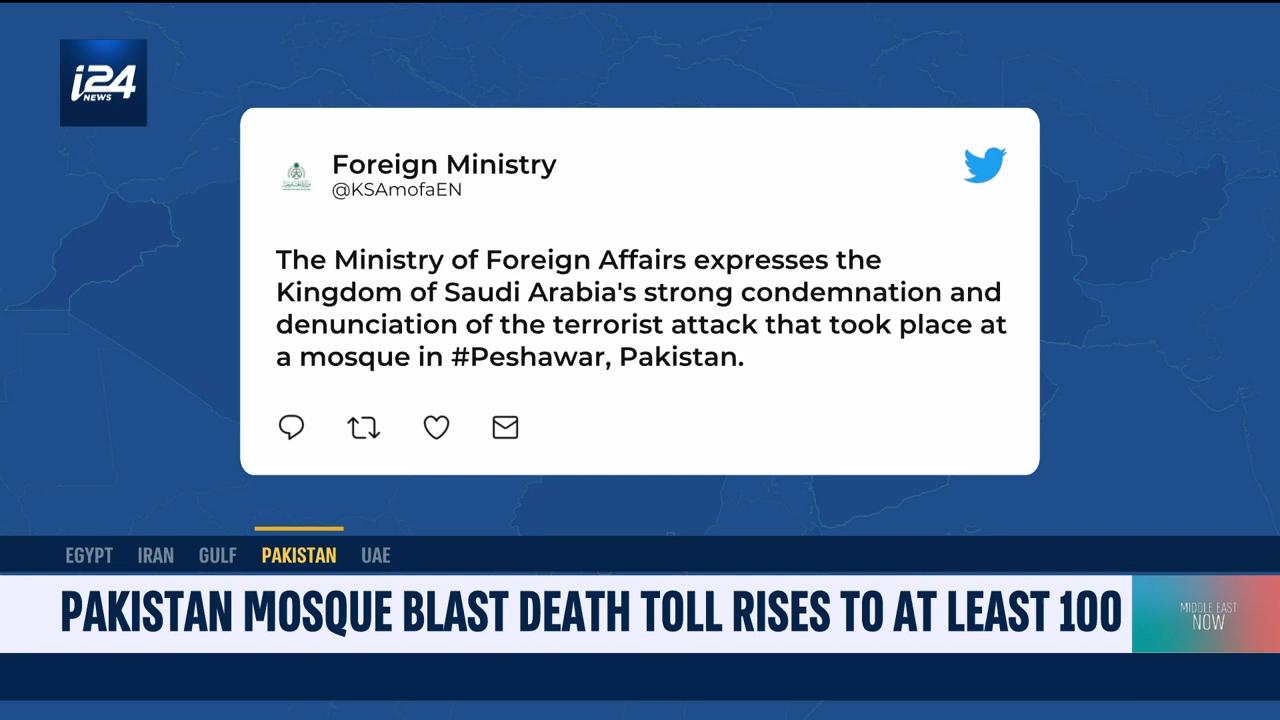 i24
NEWS
Foreign Ministry
@KSAmofaEN
The Ministry of Foreign Affairs expresses the
Kingdom of Saudi Arabia's strong condemnation and
denunciation of the terrorist attack that took place at
a mosque in #Peshawar, Pakistan.
EGYPT IRAN GULF PAKISTAN UAE
PAKISTAN MOSQUE BLAST DEATH TOLL RISES TO AT LEAST 100
MIDDLE EAST
NOW